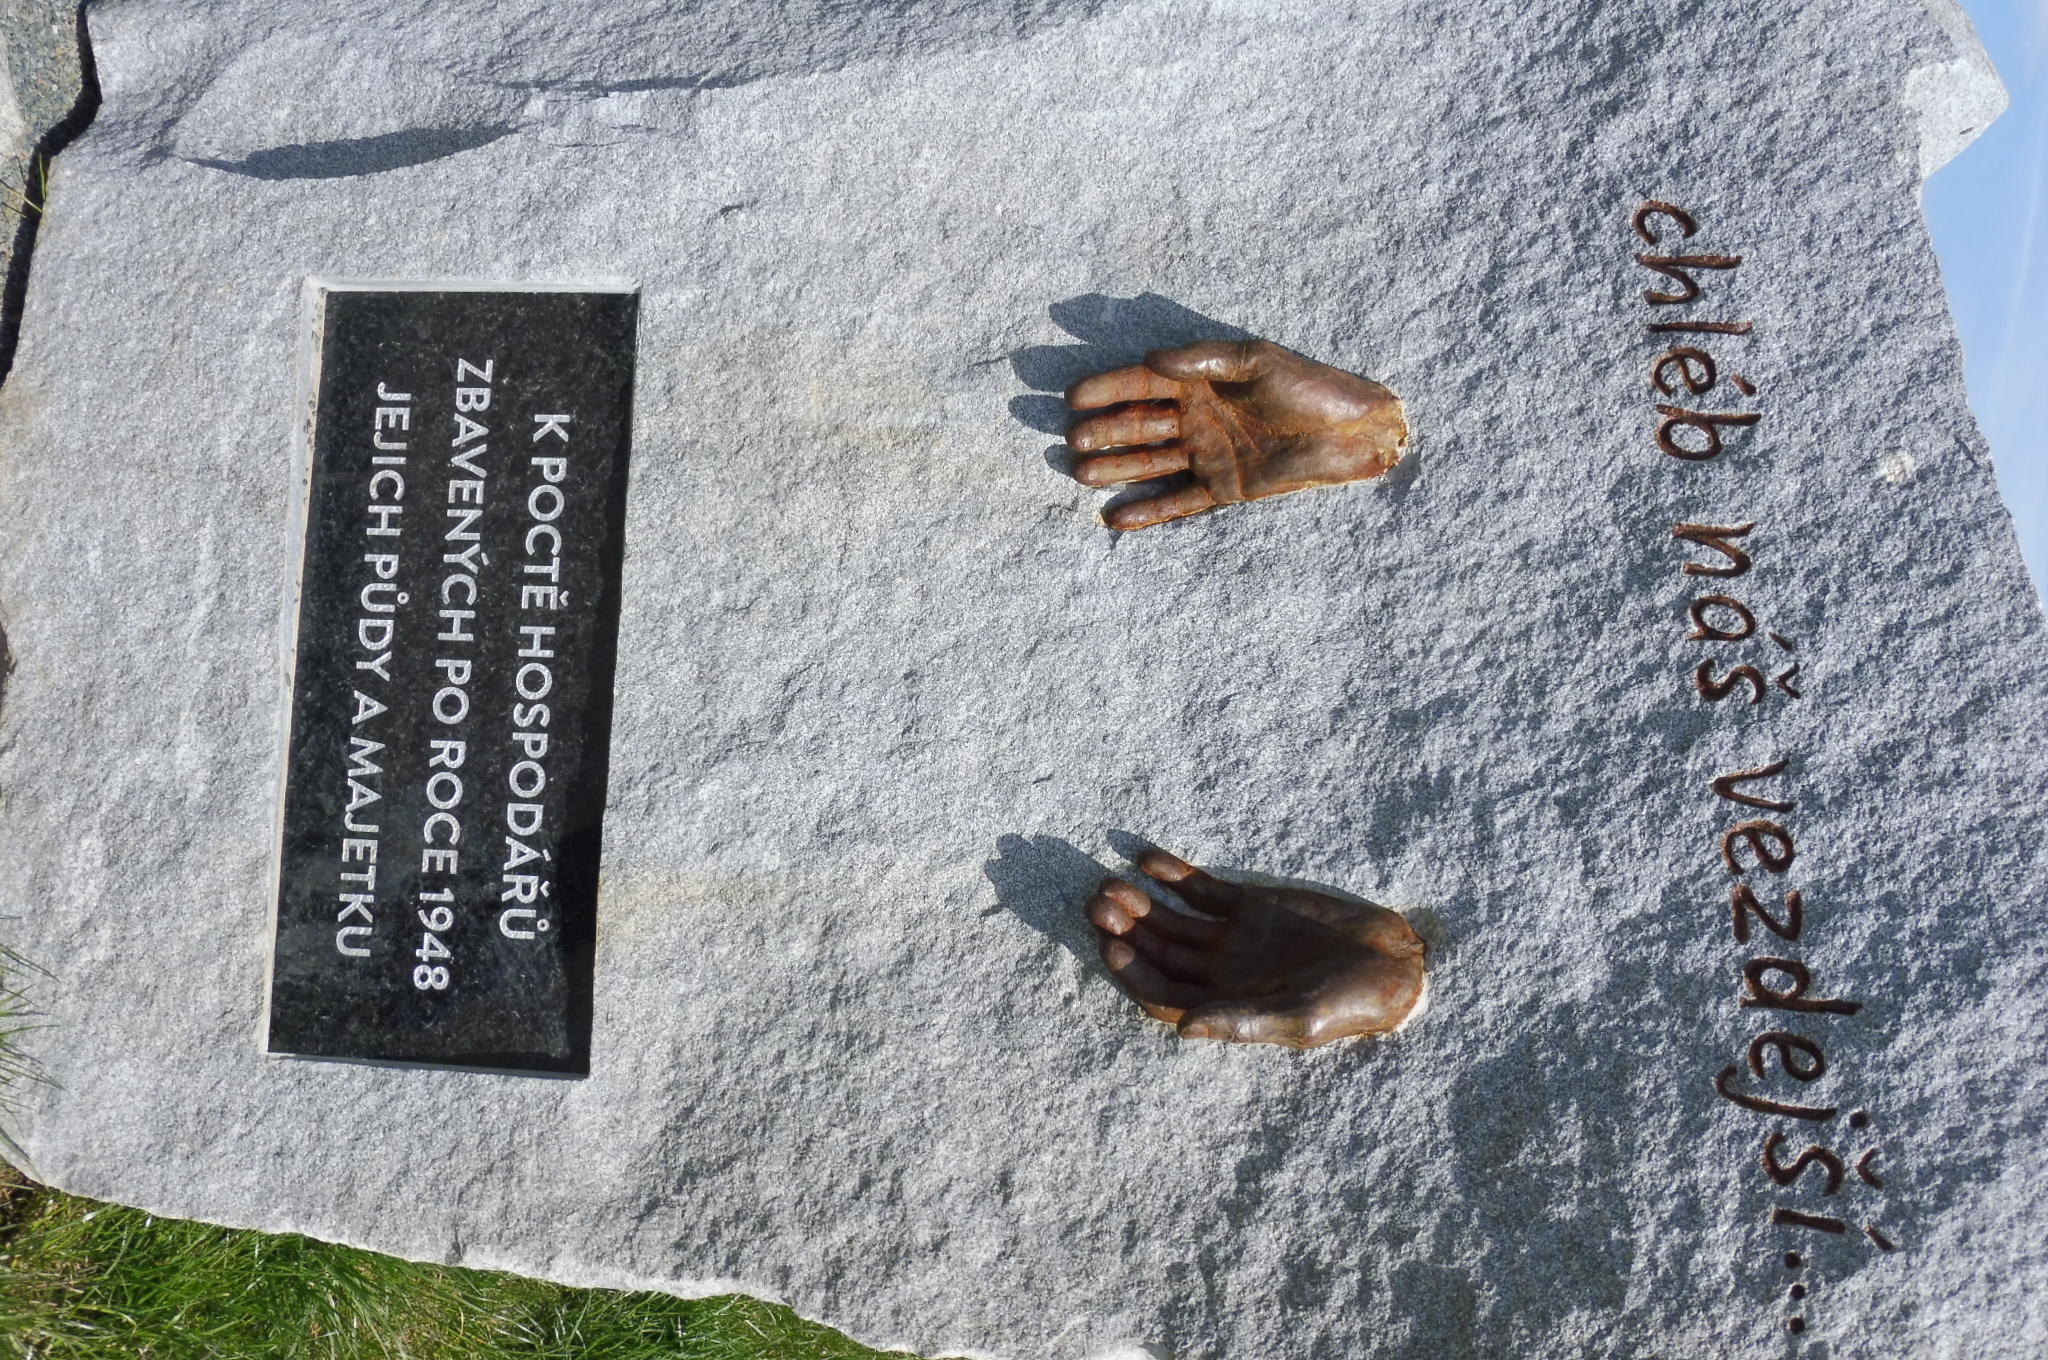 chléb náš vezdejší...
K POCTĚ HOSPODÁŘŮ
ZBAVENÝCH PO ROCE 1948
JEJICH PŮDY A MAJETKU